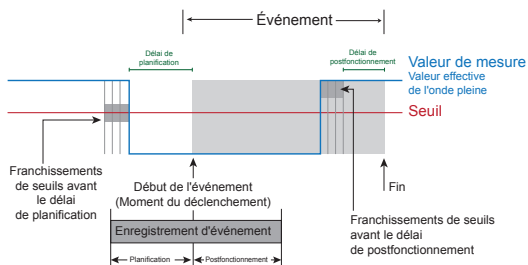 Événement
Délai de
planification
Délai de
postfonctionnement
Valeur de mesure
Valeur effective
de l'onde pleine
Seuil
Franchissements
de seuils avant
le délai
de planification
Début de l'événement
(Moment du déclenchement)
Fin
Franchissements de seuils
avant le délai
de postfonctionnement
Enregistrement d'événement
Planification
Postfonctionnement